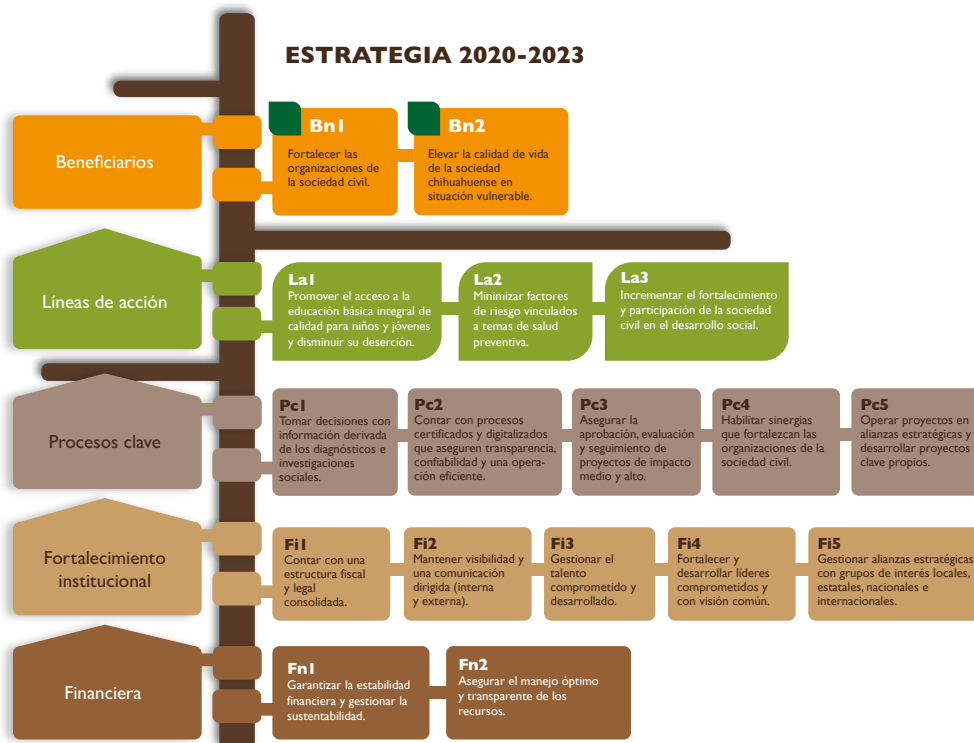 ESTRATEGIA 2020-2023
Beneficiarios
Bn1
Fortalecer las
organizaciones de
la sociedad civil.
Bn2
Elevar la calidad de vida
de la sociedad
chihuahuense en
situación vulnerable.
Líneas de acción
La1
Promover el acceso a la
educación básica integral de
calidad para niños y jóvenes
y disminuir su deserción.
La2
Minimizar factores
de riesgo vinculados
a temas de salud
preventiva.
La3
Incrementar el fortalecimiento
y participación de la sociedad
civil en el desarrollo social.
Procesos clave
Pc1
Tomar decisiones con
información derivada
de los diagnósticos e
investigaciones
sociales.
Pc2
Contar con procesos
certificados y digitalizados
que aseguren transparencia,
confiabilidad y una opera-
ción eficiente.
Pc3
Asegurar la
aprobación, evaluación
y seguimiento de
proyectos de impacto
medio y alto.
Pc4
Habilitar sinergias
que fortalezcan las
organizaciones de la
sociedad civil.
Pc5
Operar proyectos en
alianzas estratégicas y
desarrollar proyectos
clave propios.
Fortalecimiento
institucional
Fi1
Contar con una
estructura fiscal
y legal
consolidada.
Fi2
Mantener visibilidad y
una comunicación
dirigida (interna
y externa).
Fi3
Gestionar el
talento
comprometido y
desarrollado.
Fi4
Fortalecer y
desarrollar líderes
comprometidos y
con visión común.
Fi5
Gestionar alianzas estratégicas
con grupos de interés locales,
estatales, nacionales e
internacionales.
Financiera
Fn1
Garantizar la estabilidad
financiera y gestionar la
sustentabilidad.
Fn2
Asegurar el manejo óptimo
y transparente de los
recursos.